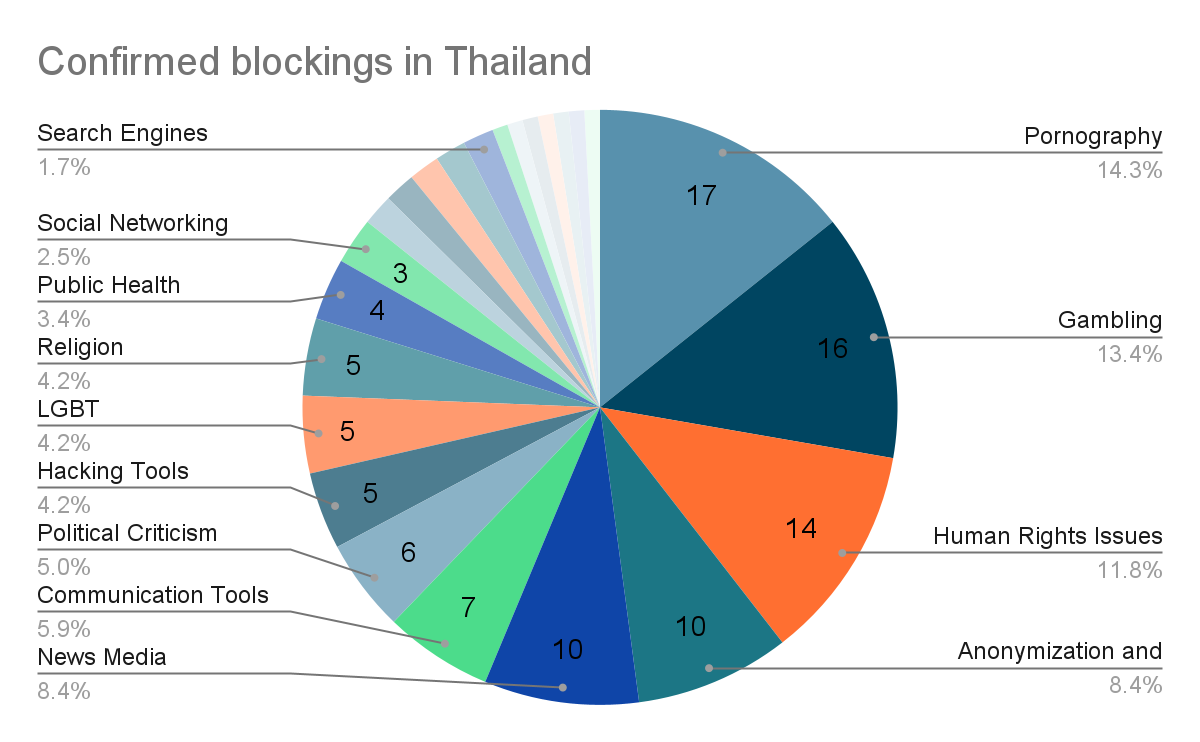 Confirmed blockings in Thailand
Search Engines
1.7%
Social Networking
2.5%
Public Health
3.4%
Religion
4.2%
LGBT
4.2%
Hacking Tools
4.2%
Political Criticism
5.0%
Communication Tools
5.9%
News Media
8.4%
Pornography
14.3%
Gambling
13.4%
Human Rights Issues
11.8%
Anonymization and
8.4%
17
16
14
10
10
7
6
5
5
5
4
3